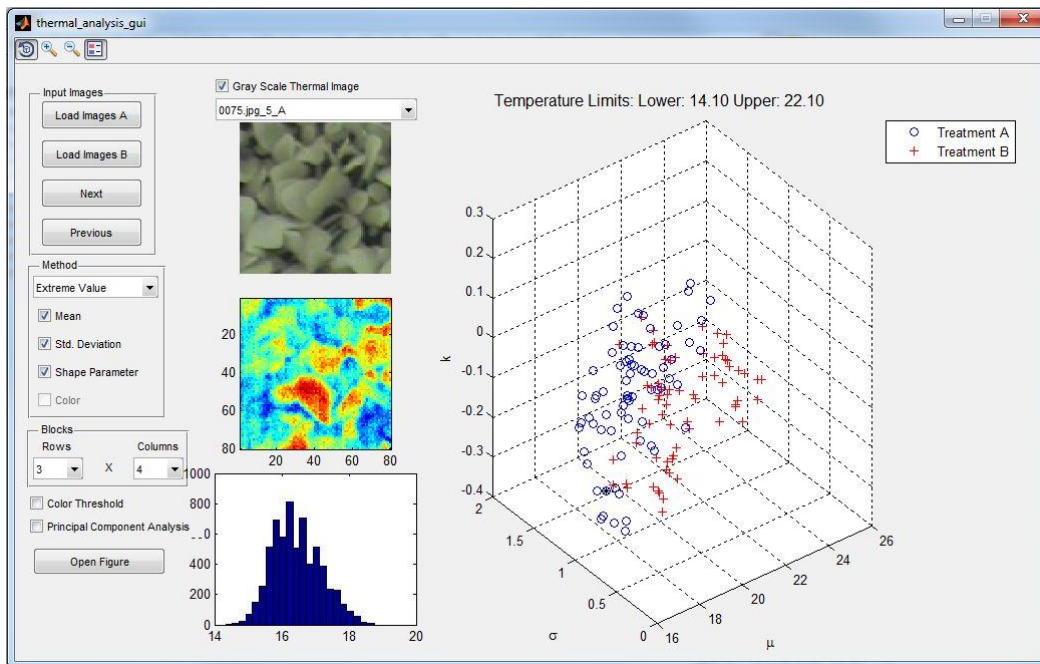 thermal_analysis_gui
Input Images
Load Images A
Load Images B
Next
Previous
Method
Extreme Value
Mean
Std. Deviation
Shape Parameter
Color
Blocks
Rows
Columns
3
X
4
Color Threshold
Principal Component Analysis
Open Figure
Gray Scale Thermal Image
0075.jpg_5_A
20
40
60
80
20 40 60 80
1000
800
400
200
0
14 16 18 20
Temperature Limits: Lower: 14.10 Upper: 22.10
Treatment A
Treatment B
0.3
0.2
0.1
0
-0.1
-0.2
-0.3
-0.4
k
2
1.5
1
0.5
0
σ
16
18
20
22
24
26
μ